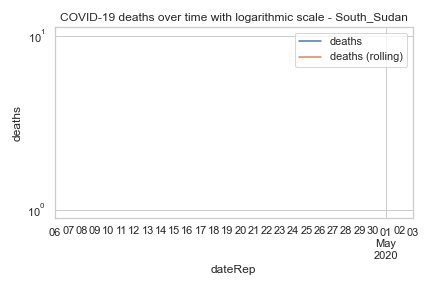 COVID-19 deaths over time with logarithmic scale - South_Sudan
10¹
deaths
deaths (rolling)
deaths
10⁰
06 07 08 09 10 11 12 13 14 15 16 17 18 19 20 21 22 23 24 25 26 27 28 29 30 01 02 03
May
2020
dateRep